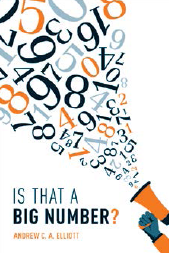 IS THAT A
BIG NUMBER?
ANDREW C. A. ELLIOTT